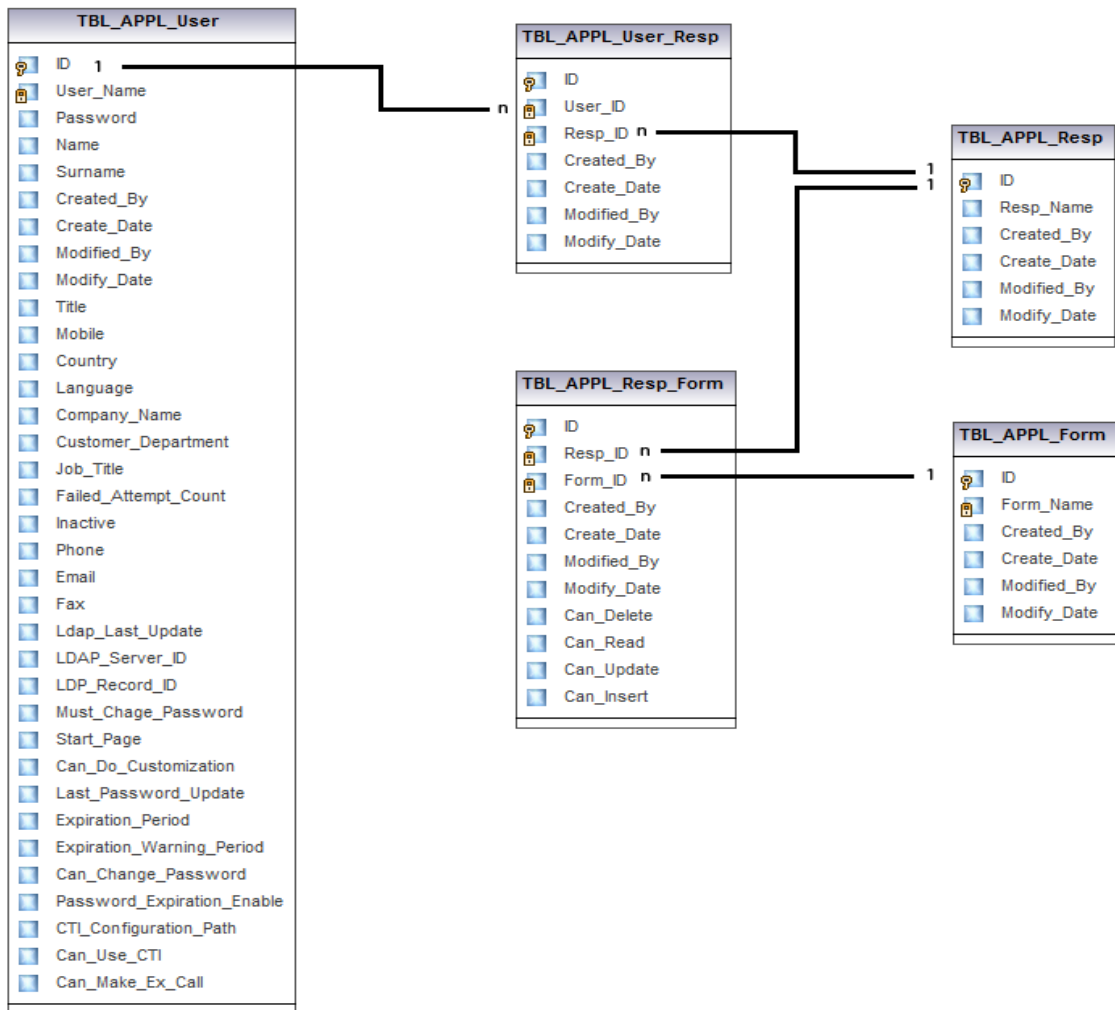 TBL_APPL_User
ID 1
User_Name
Password
Name
Surname
Created_By
Create_Date
Modified_By
Modify_Date
Title
Mobile
Country
Language
Company_Name
Customer_Department
Job_Title
Failed_Attempt_Count
Inactive
Phone
Email
Fax
Ldap_Last_Update
LDAP_Server_ID
LDP_Record_ID
Must_Chage_Password
Start_Page
Can_Do_Customization
Last_Password_Update
Expiration_Period
Expiration_Warning_Period
Can_Change_Password
Password_Expiration_Enable
CTI_Configuration_Path
Can_Use_CTI
Can_Make_Ex_Call
TBL_APPL_User_Resp
ID
n User_ID
Resp_ID n
Created_By
Create_Date
Modified_By
Modify_Date
TBL_APPL_Resp_Form
ID
Resp_ID n
Form_ID n
Created_By
Create_Date
Modified_By
Modify_Date
Can_Delete
Can_Read
Can_Update
Can_Insert
TBL_APPL_Resp
1
1 ID
Resp_Name
Created_By
Create_Date
Modified_By
Modify_Date
TBL_APPL_Form
1 ID
Form_Name
Created_By
Create_Date
Modified_By
Modify_Date